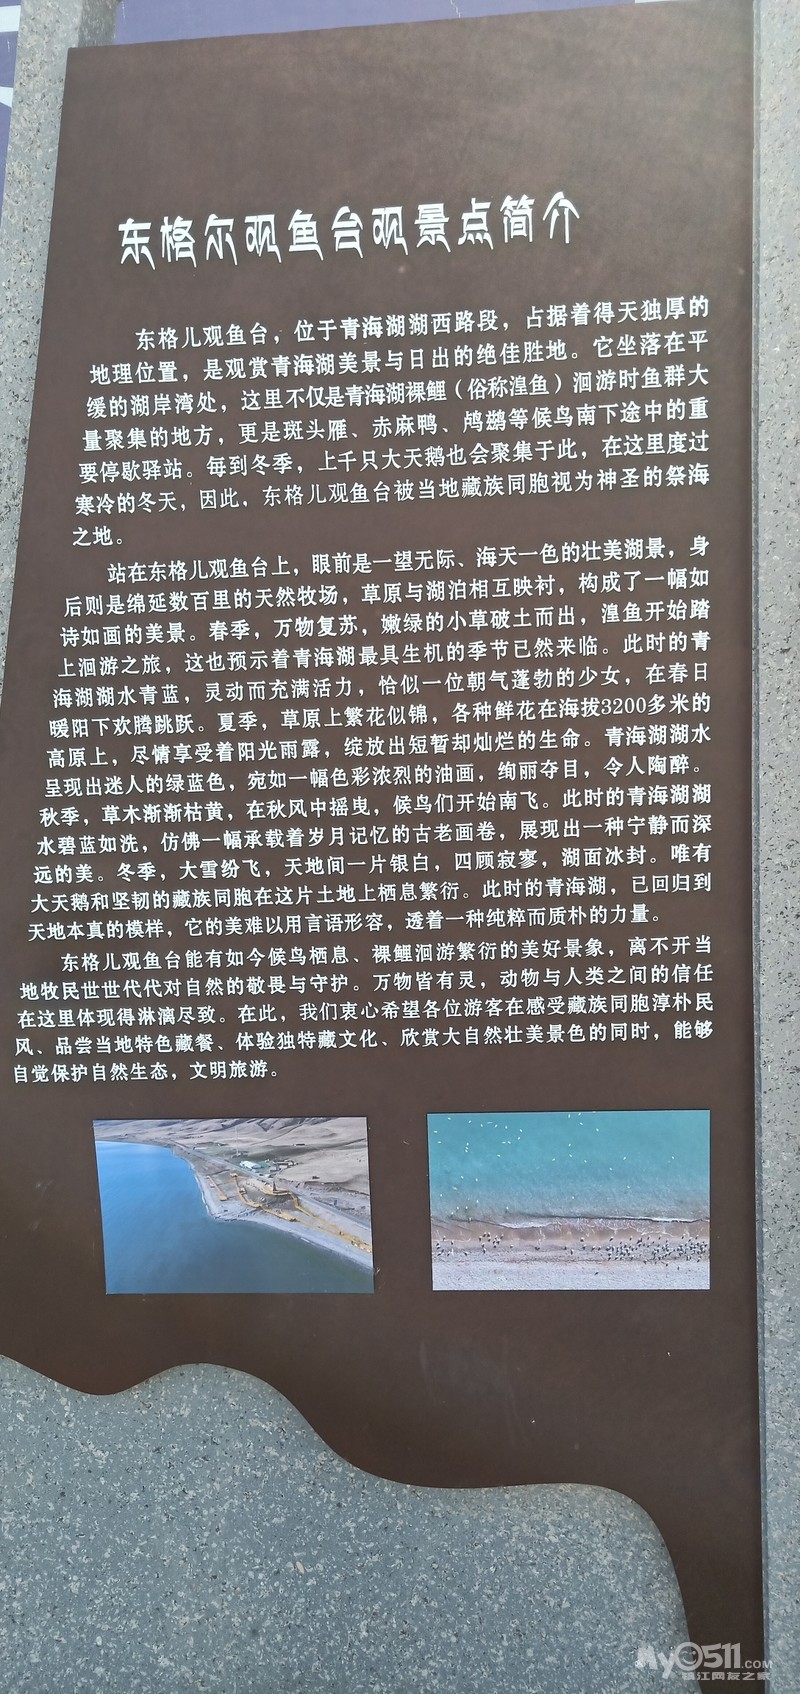 东格尔观鱼台观景点简介
东格儿观鱼台，位于青海湖湖西路段，占据着得天独厚的
地理位置，是观赏青海湖美景与日出的绝佳胜地。它坐落在平
缓的湖岸湾处，这里不仅是青海湖裸鲤（俗称湟鱼）洄游时鱼群大
量聚集的地方，更是斑头雁、赤麻鸭、鸬鹚等候鸟南下途中的重
要停歇驿站。每到冬季，上千只大天鹅也会聚集于此，在这里度过
寒冷的冬天，因此，东格儿观鱼台被当地藏族同胞视为神圣的祭海
之地。
站在东格儿观鱼台上，眼前是一望无际、海天一色的壮美湖景，身
后则是绵延数百里的天然牧场，草原与湖泊相互映衬，构成了一幅如
诗如画的美景。春季，万物复苏，嫩绿的小草破土而出，湟鱼开始踏
上洄游之旅，这也预示着青海湖最具生机的季节已然来临。此时的青
海湖湖水青蓝，灵动而充满活力，恰似一位朝气蓬勃的少女，在春日
暖阳下欢腾跳跃。夏季，草原上繁花似锦，各种鲜花在海拔3200多米的
高原上，尽情享受着阳光雨露，绽放出短暂却灿烂的生命。青海湖湖水
呈现出迷人的绿蓝色，宛如一幅色彩浓烈的油画，绚丽夺目，令人陶醉。
秋季，草木渐渐枯黄，在秋风中摇曳，候鸟们开始南飞。此时的青海湖湖
水碧蓝如洗，仿佛一幅承载着岁月记忆的古老画卷，展现出一种宁静而深
远的美。冬季，大雪纷飞，天地间一片银白，四顾寂寥，湖面冰封。唯有
大天鹅和坚韧的藏族同胞在这片土地上栖息繁衍。此时的青海湖，已回归到
天地本真的模样，它的美难以用言语形容，透着一种纯粹而质朴的力量。
东格儿观鱼台能有如今候鸟栖息、裸鲤洄游繁衍的美好景象，离不开当
地牧民世世代代对自然的敬畏与守护。万物皆有灵，动物与人类之间的信任
在这里体现得淋漓尽致。在此，我们衷心希望各位游客在感受藏族同胞淳朴民
风、品尝当地特色藏餐、体验独特藏文化、欣赏大自然壮美景色的同时，能够
自觉保护自然生态，文明旅游。
My0511.COM
镇江网友之家